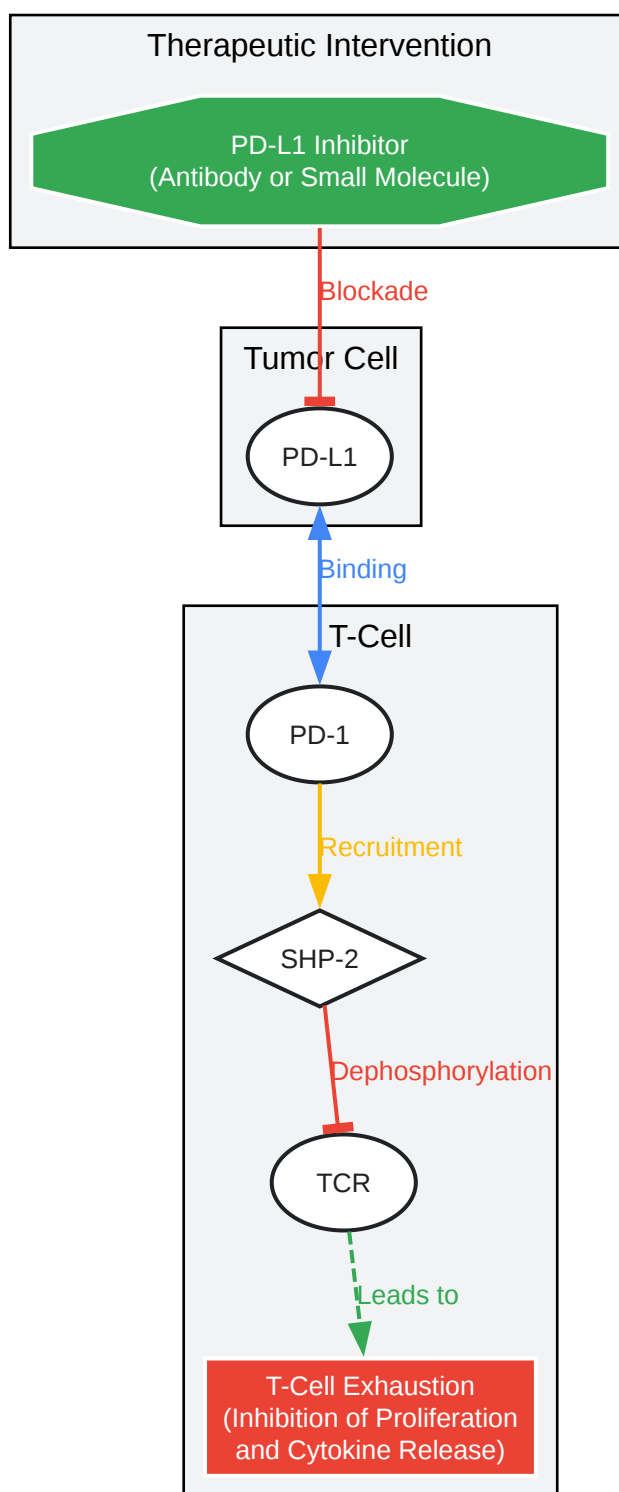 Therapeutic Intervention
PD-L1 Inhibitor
(Antibody or Small Molecule)
Blockade
Tumor Cell
PD-L1
Binding
T-Cell
PD-1
Recruitment
SHP-2
Dephosphorylation
TCR
Leads to
T-Cell Exhaustion
(Inhibition of Proliferation
and Cytokine Release)